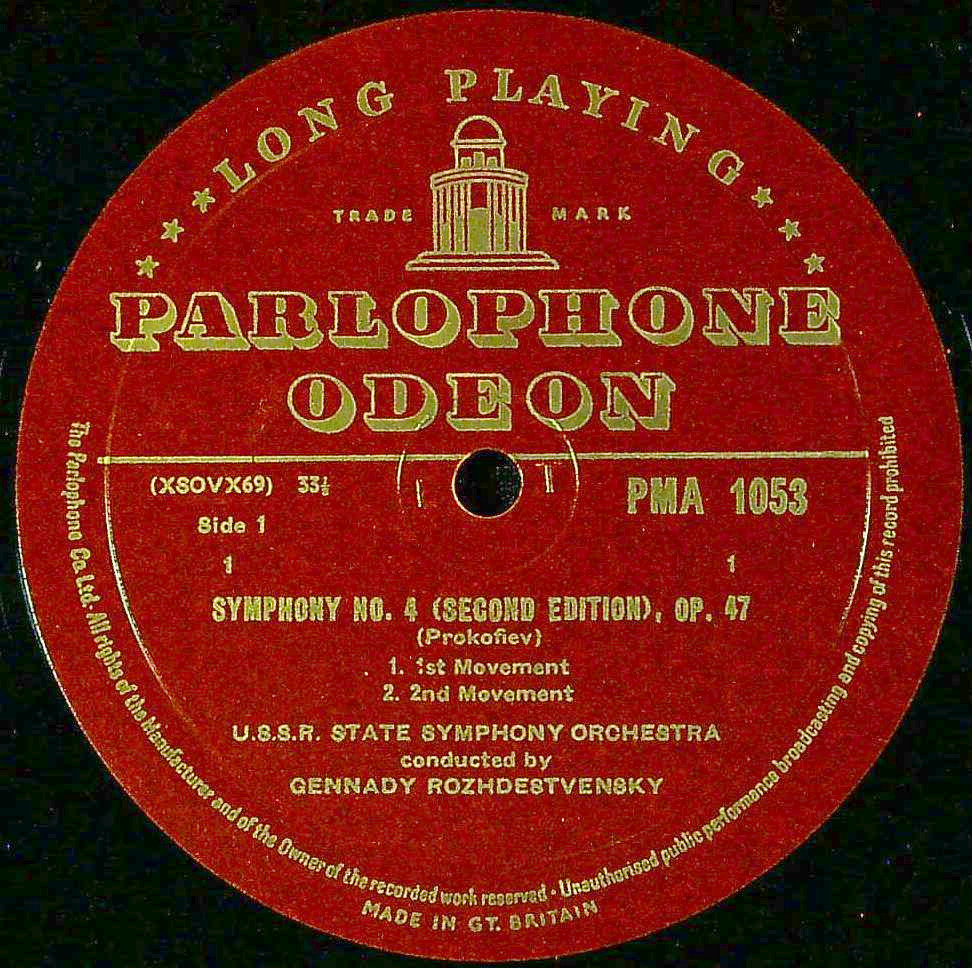 LONG PLAYING
TRADE MARK
PARLOPHONE
ODEON
(XSOVX69) 33⅓
PMA 1053
Side 1
1 1
SYMPHONY NO. 4 (SECOND EDITION), OP. 47
(Prokofiev)
1. 1st Movement
2. 2nd Movement
U.S.S.R. STATE SYMPHONY ORCHESTRA
conducted by
GENNADY ROZHDESTVENSKY
The Parlophone Co. Ltd. All rights of the Manufacturer and of the Owner of the recorded work reserved · Unauthorised public performance broadcasting and copying of this record prohibited
MADE IN GT. BRITAIN